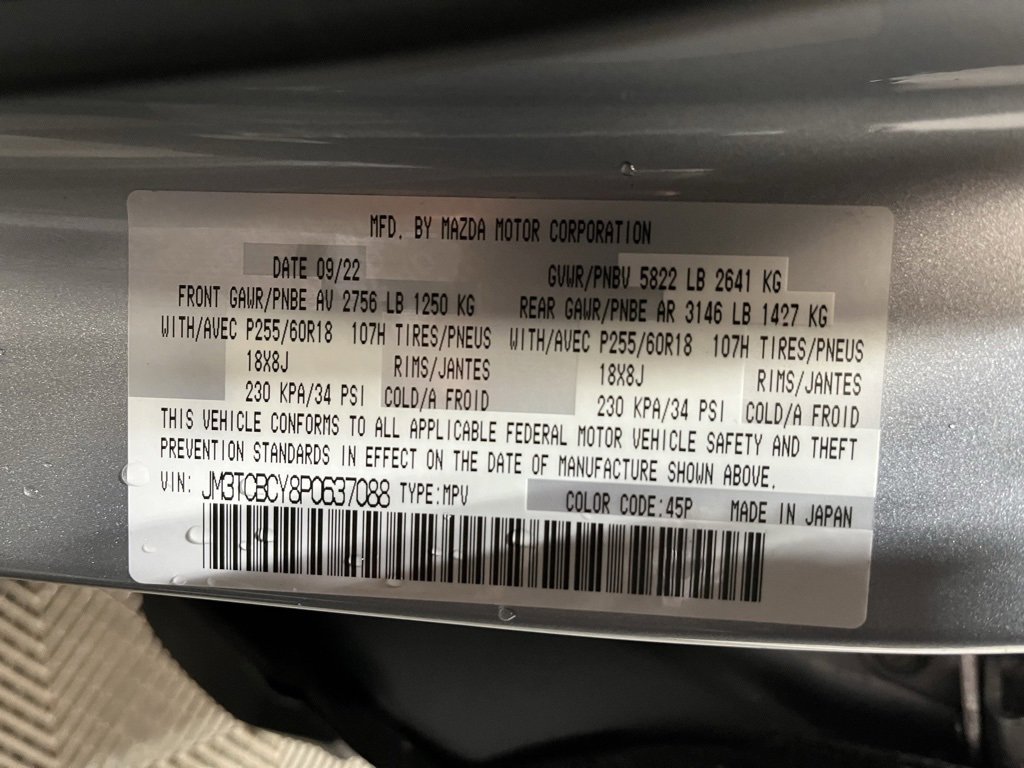 MFD. BY MAZDA MOTOR CORPORATION
DATE 09/22 GVWR/PNBV 5822 LB 2641 KG
FRONT GAWR/PNBE AV 2756 LB 1250 KG REAR GAWR/PNBE AR 3146 LB 1427 KG
WITH/AVEC P255/60R18 107H TIRES/PNEUS WITH/AVEC P255/60R18 107H TIRES/PNEUS
18X8J RIMS/JANTES 18X8J RIMS/JANTES
230 KPA/34 PSI COLD/A FROID 230 KPA/34 PSI COLD/A FROID
THIS VEHICLE CONFORMS TO ALL APPLICABLE FEDERAL MOTOR VEHICLE SAFETY AND THEFT
PREVENTION STANDARDS IN EFFECT ON THE DATE OF MANUFACTURE SHOWN ABOVE.
VIN: JM3TCBCY8P0637088 TYPE:MPV COLOR CODE:45P MADE IN JAPAN